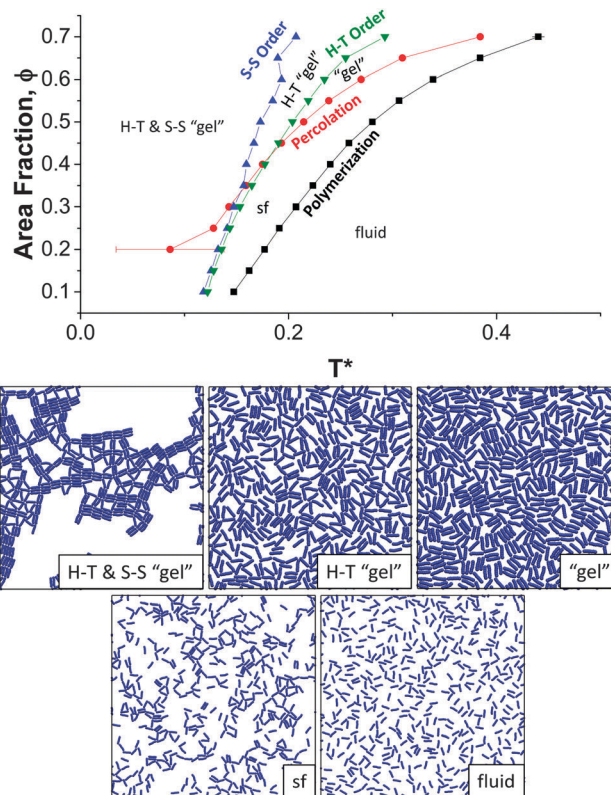 S-S Order
H-T Order
H-T "gel"
"gel"
H-T & S-S "gel"
Percolation
Polymerization
sf
fluid
Area Fraction, ϕ
0.7
0.6
0.5
0.4
0.3
0.2
0.1
0.0
0.2
0.4
T*
H-T & S-S "gel"
H-T "gel"
"gel"
sf
fluid